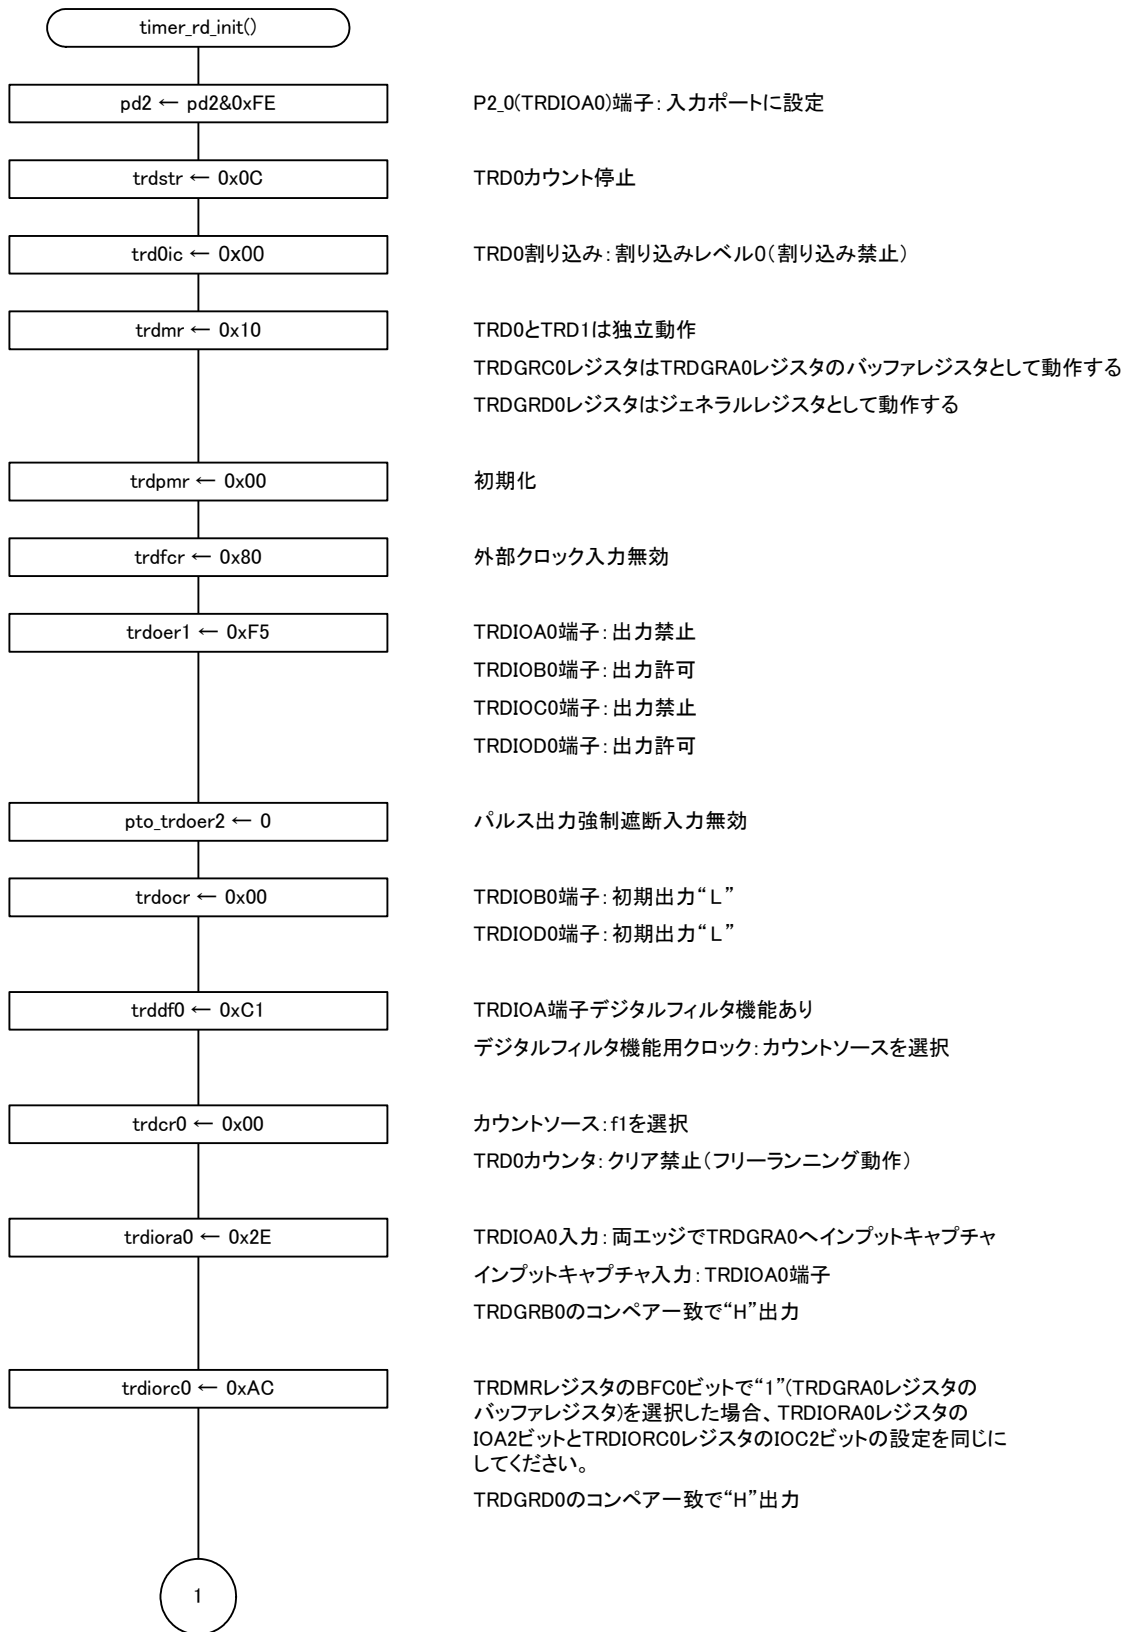 timer_rd_init()
pd2 ← pd2&0xFE
P2_0(TRDIOA0)端子：入力ポートに設定
trdstr ← 0x0C
TRD0カウント停止
trd0ic ← 0x00
TRD0割り込み：割り込みレベル0（割り込み禁止）
trdmr ← 0x10
TRD0とTRD1は独立動作
TRDGRC0レジスタはTRDGRA0レジスタのバッファレジスタとして動作する
TRDGRD0レジスタはジェネラルレジスタとして動作する
trdpmr ← 0x00
初期化
trdfcr ← 0x80
外部クロック入力無効
trdoer1 ← 0xF5
TRDIOA0端子：出力禁止
TRDIOB0端子：出力許可
TRDIOC0端子：出力禁止
TRDIOD0端子：出力許可
pto_trdoer2 ← 0
パルス出力強制遮断入力無効
trdocr ← 0x00
TRDIOB0端子：初期出力“L”
TRDIOD0端子：初期出力“L”
trddf0 ← 0xC1
TRDIOA端子デジタルフィルタ機能あり
デジタルフィルタ機能用クロック：カウントソースを選択
trdcr0 ← 0x00
カウントソース：f1を選択
TRD0カウンタ：クリア禁止（フリーランニング動作）
trdiora0 ← 0x2E
TRDIOA0入力：両エッジでTRDGRA0へインプットキャプチャ
インプットキャプチャ入力：TRDIOA0端子
TRDGRB0のコンペア一致で“H”出力
trdiorc0 ← 0xAC
TRDMRレジスタのBFC0ビットで“1”（TRDGRA0レジスタの
バッファレジスタ）を選択した場合、TRDIORA0レジスタの
IOA2ビットとTRDIORC0レジスタのIOC2ビットの設定を同じに
してください。
TRDGRD0のコンペア一致で“H”出力
1